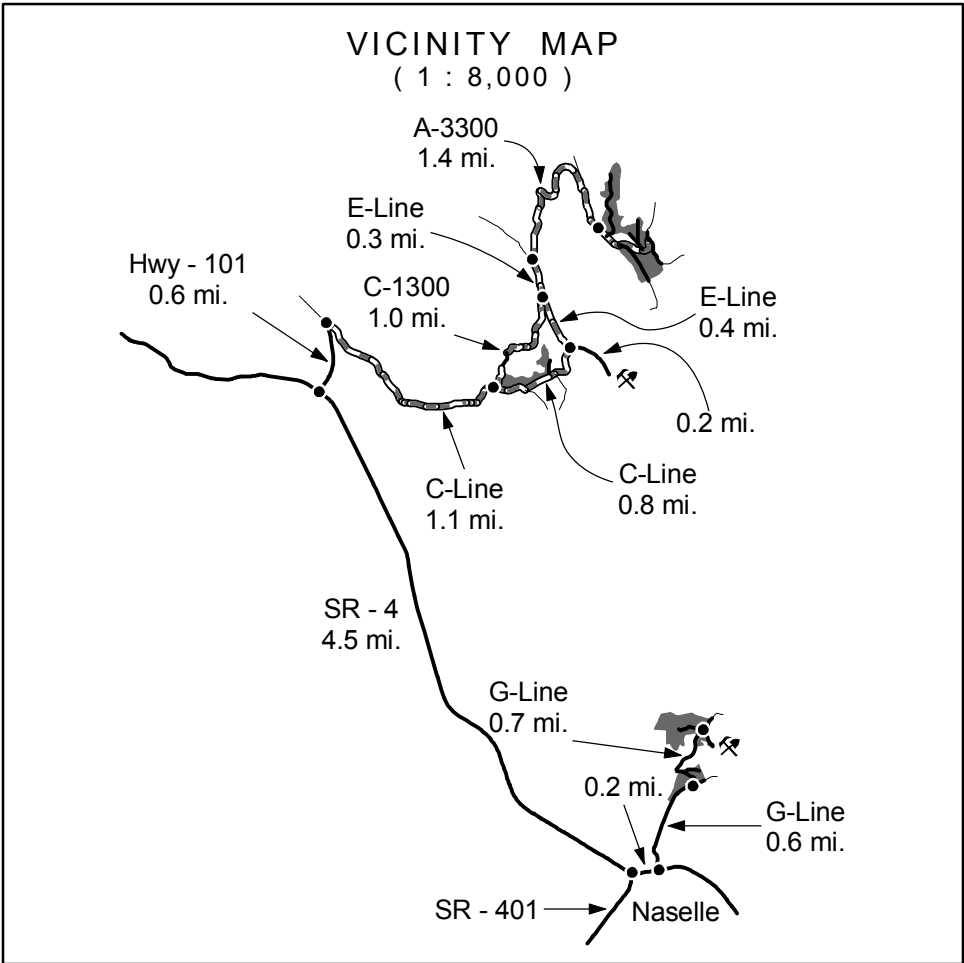 VICINITY MAP
( 1 : 8,000 )
A-3300
1.4 mi.
E-Line
0.3 mi.
Hwy - 101
0.6 mi.
C-1300
1.0 mi.
E-Line
0.4 mi.
0.2 mi.
C-Line
0.8 mi.
C-Line
1.1 mi.
SR - 4
4.5 mi.
G-Line
0.7 mi.
0.2 mi.
G-Line
0.6 mi.
SR - 401
Naselle